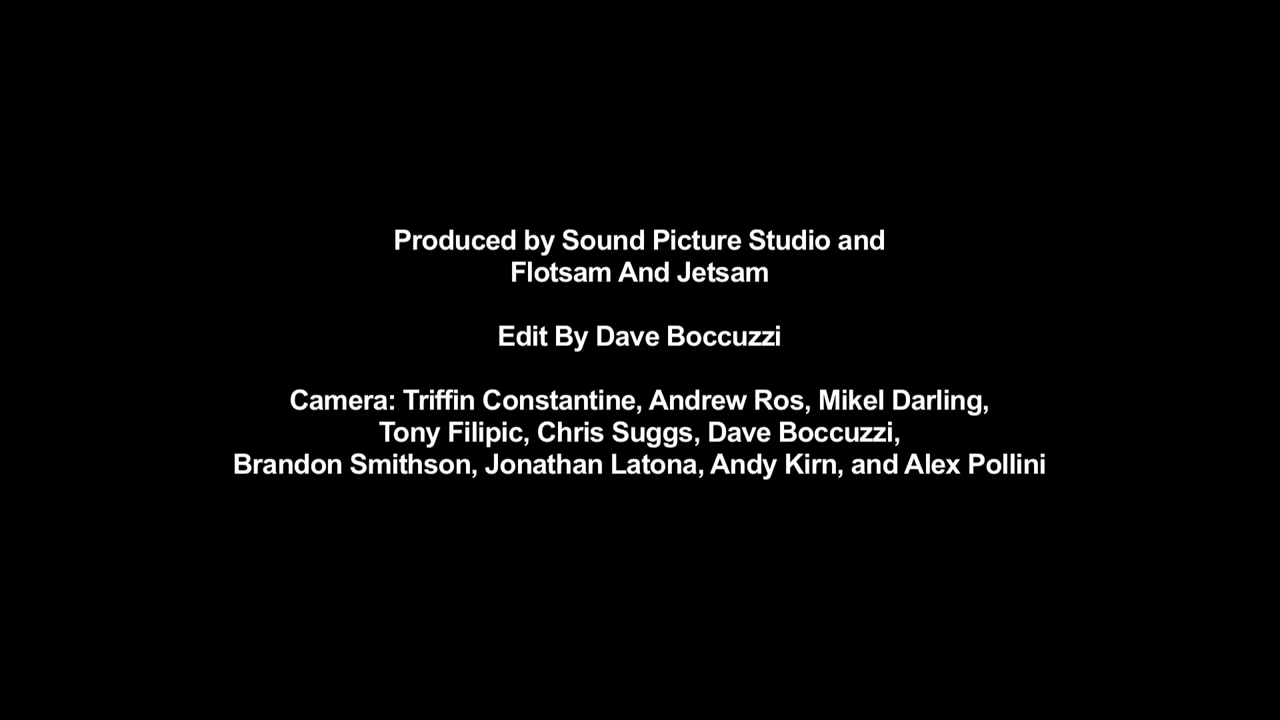 Produced by Sound Picture Studio and
Flotsam And Jetsam
Edit By Dave Boccuzzi
Camera: Triffin Constantine, Andrew Ros, Mikel Darling,
Tony Filipic, Chris Suggs, Dave Boccuzzi,
Brandon Smithson, Jonathan Latona, Andy Kirn, and Alex Pollini